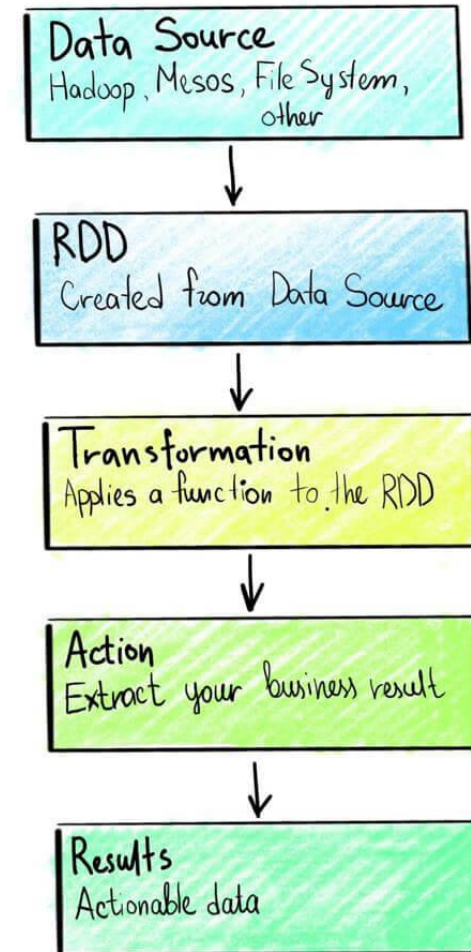 Data Source
Hadoop, Mesos, File System,
other
RDD
Created from Data Source
Transformation
Applies a function to the RDD
Action
Extract your business result
Results
Actionable data